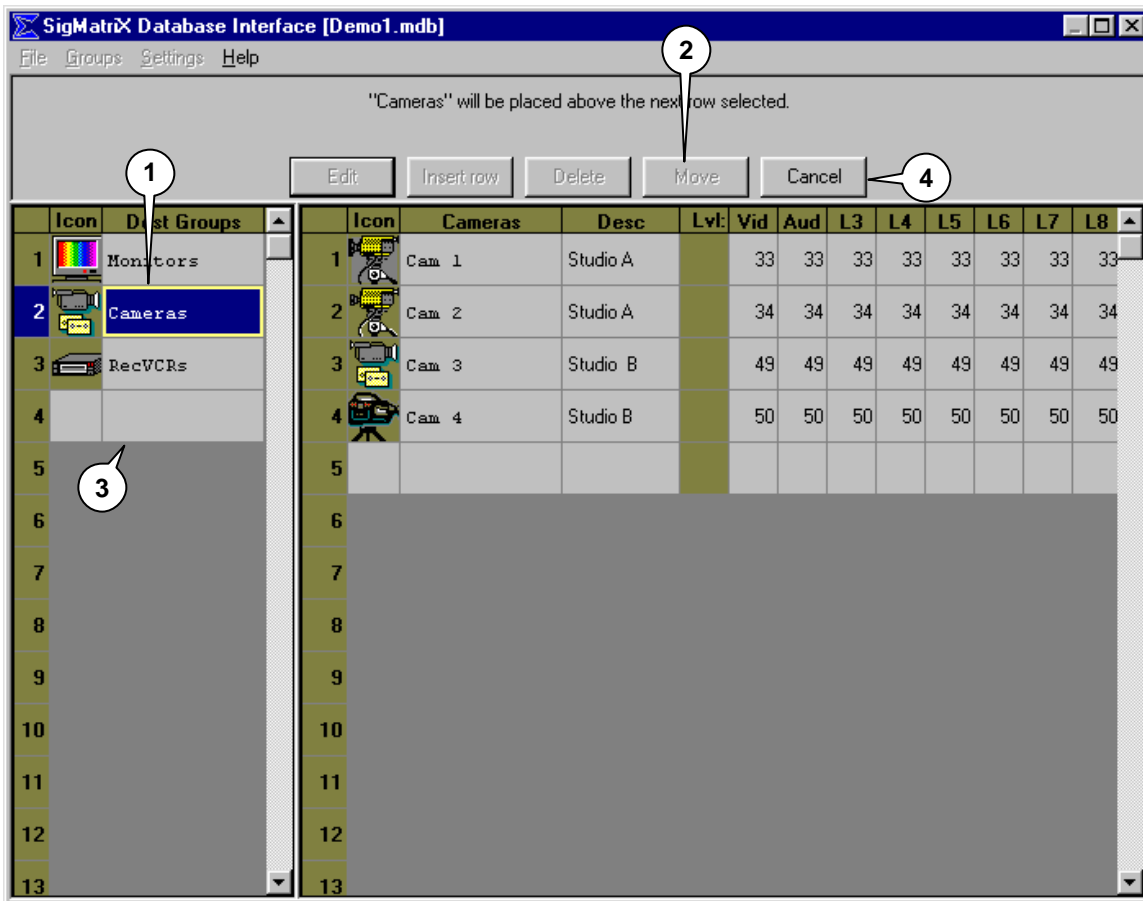 SigMatriX Database Interface [Demo1.mdb]
File Groups Settings Help
2
"Cameras" will be placed above the next row selected.
1
Edit Insert row Delete Move Cancel
4
Icon Dest Groups
1 Monitors
2 Cameras
3 RecVCRs
4
3
5
6
7
8
9
10
11
12
13
Icon Cameras Desc Lvl: Vid Aud L3 L4 L5 L6 L7 L8
1 Cam 1 Studio A 33 33 33 33 33 33 33 33
2 Cam 2 Studio A 34 34 34 34 34 34 34 34
3 Cam 3 Studio B 49 49 49 49 49 49 49 49
4 Cam 4 Studio B 50 50 50 50 50 50 50 50
5
6
7
8
9
10
11
12
13